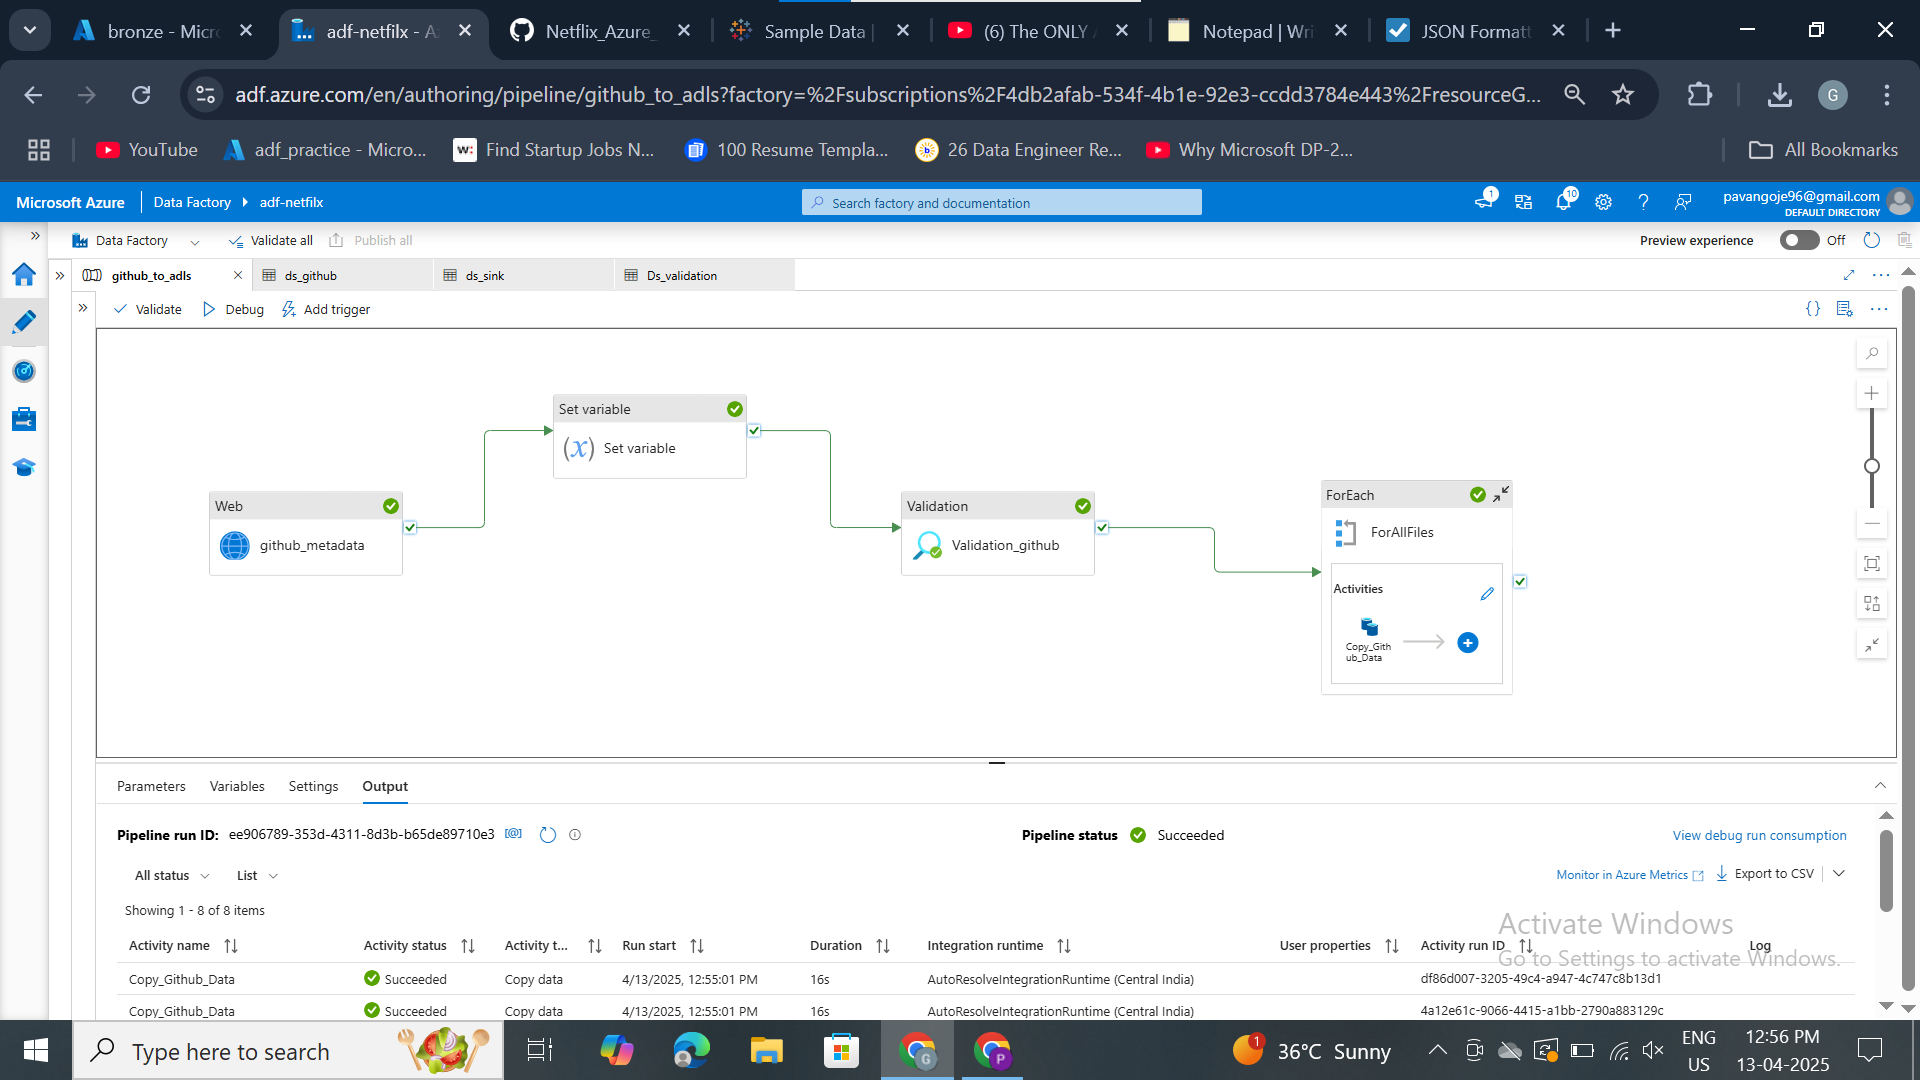 bronze - Micro
adf-netfilx - A
Netflix_Azure_
Sample Data |
(6) The ONLY A
Notepad | Wri
JSON Formatt
adf.azure.com/en/authoring/pipeline/github_to_adls?factory=%2Fsubscriptions%2F4db2afab-534f-4b1e-92e3-ccdd3784e443%2FresourceG...
G
YouTube
adf_practice - Micro...
w:
Find Startup Jobs N...
100 Resume Templa...
b
26 Data Engineer Re...
Why Microsoft DP-2...
All Bookmarks
Microsoft Azure
Data Factory
adf-netfilx
Search factory and documentation
1
10
pavangoje96@gmail.com
DEFAULT DIRECTORY
Data Factory
Validate all
Publish all
Preview experience
Off
github_to_adls
ds_github
ds_sink
Ds_validation
Validate
Debug
Add trigger
Set variable
(x) Set variable
Web
github_metadata
Validation
Validation_github
ForEach
ForAllFiles
Activities
Copy_Gith
ub_Data
Parameters
Variables
Settings
Output
Pipeline run ID: ee906789-353d-4311-8d3b-b65de89710e3
Pipeline status Succeeded
View debug run consumption
All status
List
Monitor in Azure Metrics
Export to CSV
Showing 1 - 8 of 8 items
Activate Windows
Go to Settings to activate Windows.
Activity name Activity status Activity t... Run start Duration Integration runtime User properties Activity run ID Log
Copy_Github_Data Succeeded Copy data 4/13/2025, 12:55:01 PM 16s AutoResolveIntegrationRuntime (Central India) df86d007-3205-49c4-a947-4c747c8b13d1
Copy_Github_Data Succeeded Copy data 4/13/2025, 12:55:01 PM 16s AutoResolveIntegrationRuntime (Central India) 4a12e61c-9066-4415-a1bb-2790a883129c
Type here to search
G
P
1
36°C Sunny
ENG
US
12:56 PM
13-04-2025